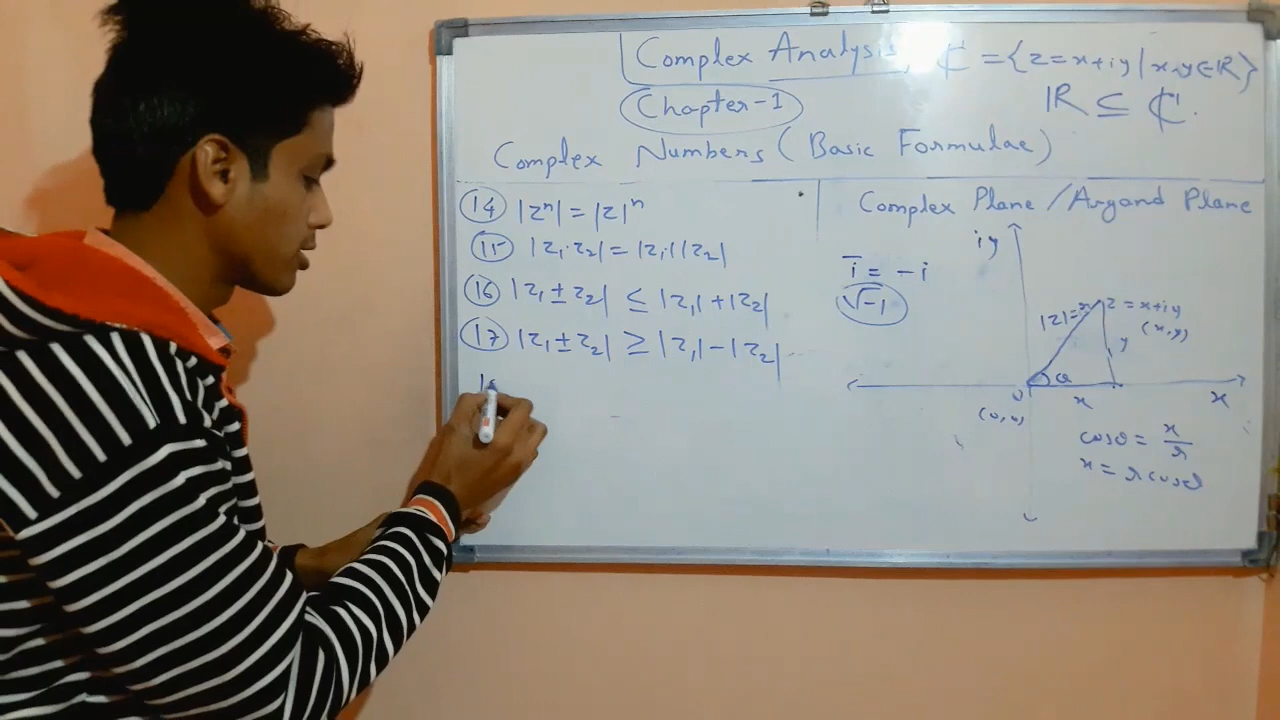 Complex Analysis, ℂ = {z=x+iy | x,y∈ℝ}
Chapter-1
ℝ ⊆ ℂ.
Complex Numbers (Basic Formulae)
14 |zⁿ| = |z|ⁿ
15 |z₁·z₂| = |z₁||z₂|
16 |z₁ ± z₂| ≤ |z₁| + |z₂|
17 |z₁ ± z₂| ≥ |z₁| - |z₂|
Complex Plane / Argand Plane
iy
i̅ = -i
√-1
|z|=r
z = x+iy
(x,y)
y
θ
0
(0,0)
x
x
cosθ = x/r
x = r cosθ